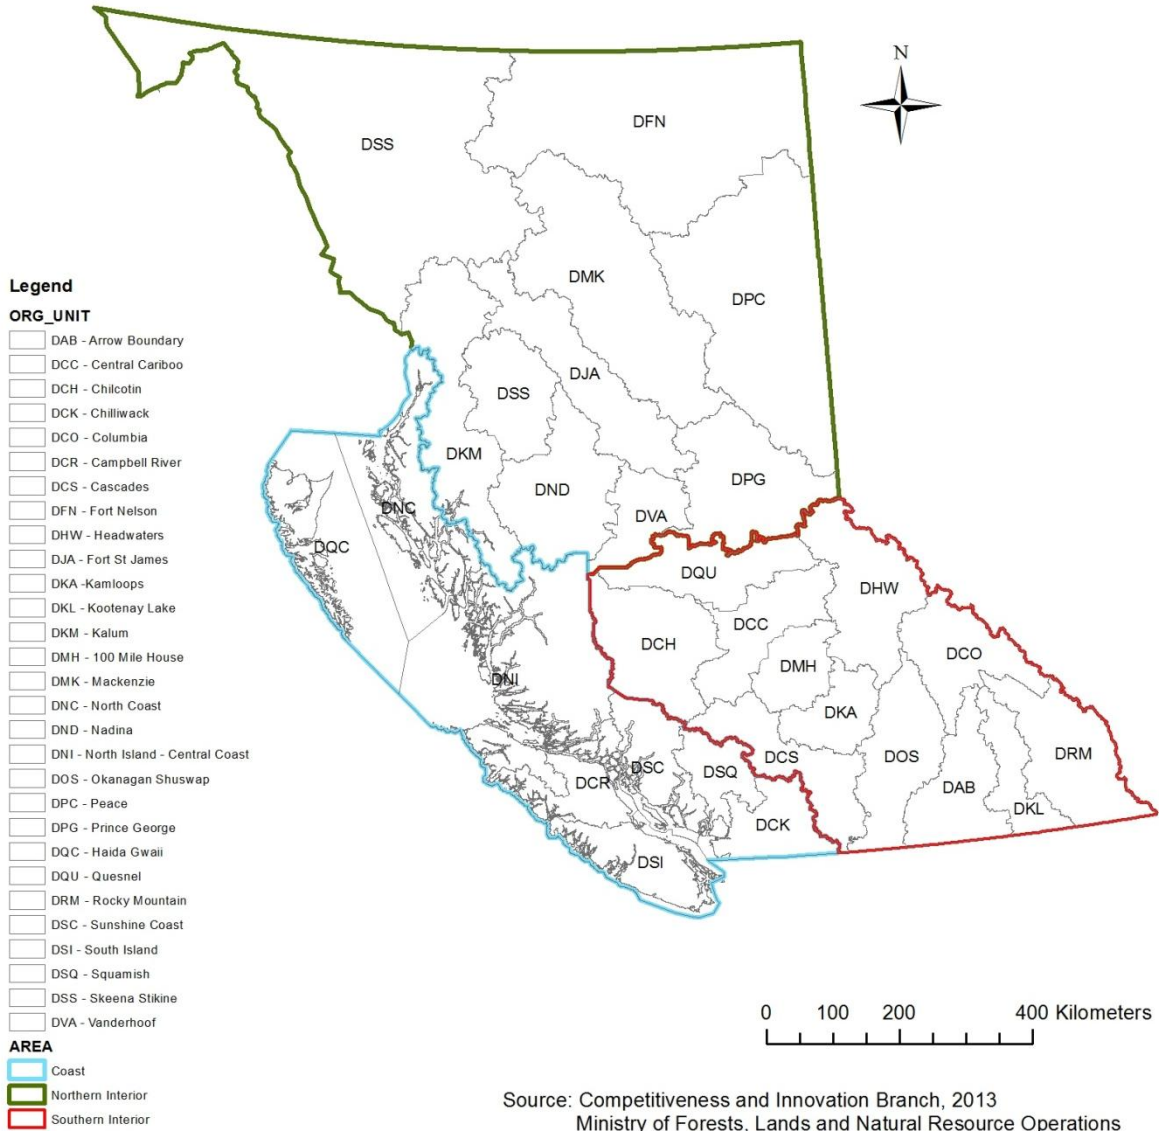 N
DSS
DFN
DMK
DPC
DJA
DSS
DKM
DPG
DND
DNC
DVA
DQC
DQU
DHW
DCH
DCC
DMH
DCO
DNI
DKA
DSC
DSQ
DCS
DOS
DRM
DCR
DAB
DKL
DCK
DSI
Legend
ORG_UNIT
DAB - Arrow Boundary
DCC - Central Cariboo
DCH - Chilcotin
DCK - Chilliwack
DCO - Columbia
DCR - Campbell River
DCS - Cascades
DFN - Fort Nelson
DHW - Headwaters
DJA - Fort St James
DKA -Kamloops
DKL - Kootenay Lake
DKM - Kalum
DMH - 100 Mile House
DMK - Mackenzie
DNC - North Coast
DND - Nadina
DNI - North Island - Central Coast
DOS - Okanagan Shuswap
DPC - Peace
DPG - Prince George
DQC - Haida Gwaii
DQU - Quesnel
DRM - Rocky Mountain
DSC - Sunshine Coast
DSI - South Island
DSQ - Squamish
DSS - Skeena Stikine
DVA - Vanderhoof
AREA
Coast
Northern Interior
Southern Interior
0 100 200 400 Kilometers
Source: Competitiveness and Innovation Branch, 2013
Ministry of Forests, Lands and Natural Resource Operations